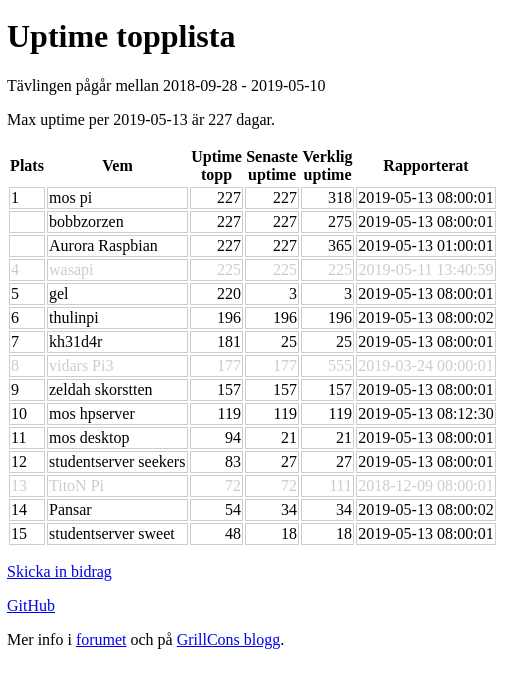 Uptime topplista
Tävlingen pågår mellan 2018-09-28 - 2019-05-10
Max uptime per 2019-05-13 är 227 dagar.
Plats Vem Uptime topp Senaste uptime Verklig uptime Rapporterat
1 mos pi 227 227 318 2019-05-13 08:00:01
bobbzorzen 227 227 275 2019-05-13 08:00:01
Aurora Raspbian 227 227 365 2019-05-13 01:00:01
4 wasapi 225 225 225 2019-05-11 13:40:59
5 gel 220 3 3 2019-05-13 08:00:01
6 thulinpi 196 196 196 2019-05-13 08:00:02
7 kh31d4r 181 25 25 2019-05-13 08:00:01
8 vidars Pi3 177 177 555 2019-03-24 00:00:01
9 zeldah skorstten 157 157 157 2019-05-13 08:00:01
10 mos hpserver 119 119 119 2019-05-13 08:12:30
11 mos desktop 94 21 21 2019-05-13 08:00:01
12 studentserver seekers 83 27 27 2019-05-13 08:00:01
13 TitoN Pi 72 72 111 2018-12-09 08:00:01
14 Pansar 54 34 34 2019-05-13 08:00:02
15 studentserver sweet 48 18 18 2019-05-13 08:00:01
Skicka in bidrag
GitHub
Mer info i forumet och på GrillCons blogg.